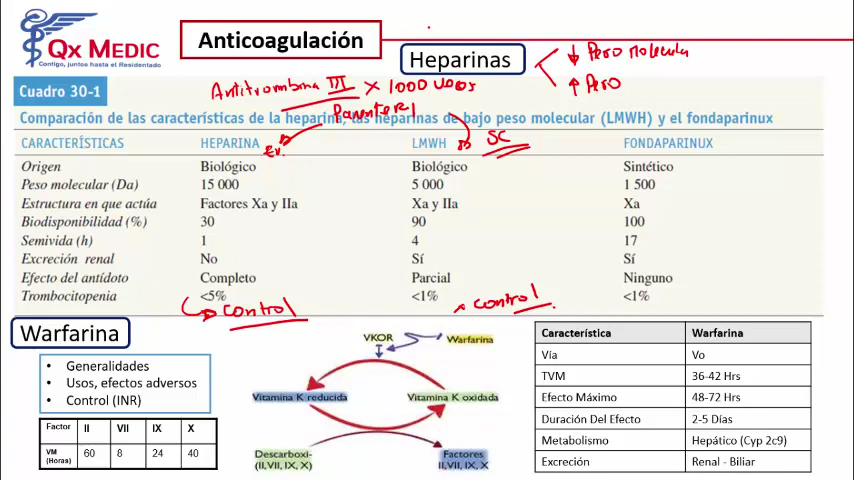 Qx MEDIC
Contigo, juntos hasta el Residentado
Anticoagulación
Heparinas
↓ Peso molecular
↑ Peso
Antitrombina III x 1000 veces
Cuadro 30-1
Comparación de las características de la heparina, las heparinas de bajo peso molecular (LMWH) y el fondaparinux
CARACTERÍSTICAS HEPARINA LMWH FONDAPARINUX
Ev. SC
Origen Biológico Biológico Sintético
Peso molecular (Da) 15 000 5 000 1 500
Estructura en que actúa Factores Xa y IIa Xa y IIa Xa
Biodisponibilidad (%) 30 90 100
Semivida (h) 1 4 17
Excreción renal No Sí Sí
Efecto del antídoto Completo Parcial Ninguno
Trombocitopenia <5% <1% <1%
control x control.
Warfarina
• Generalidades
• Usos, efectos adversos
• Control (INR)
Factor II VII IX X
VM (Horas) 60 8 24 40
VKOR Warfarina
Vitamina K reducida Vitamina K oxidada
Descarboxi- Factores
(II,VII, IX, X) II,VII, IX, X
Característica Warfarina
Vía Vo
TVM 36-42 Hrs
Efecto Máximo 48-72 Hrs
Duración Del Efecto 2-5 Días
Metabolismo Hepático (Cyp 2c9)
Excreción Renal - Biliar